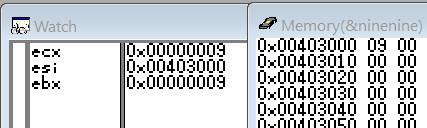 Watch
ecx 0x00000009
esi 0x00403000
ebx 0x00000009
Memory(&ninenine)
0x00403000 09 00
0x00403010 00 00
0x00403020 00 00
0x00403030 00 00
0x00403040 00 00
0x00403050 00 00